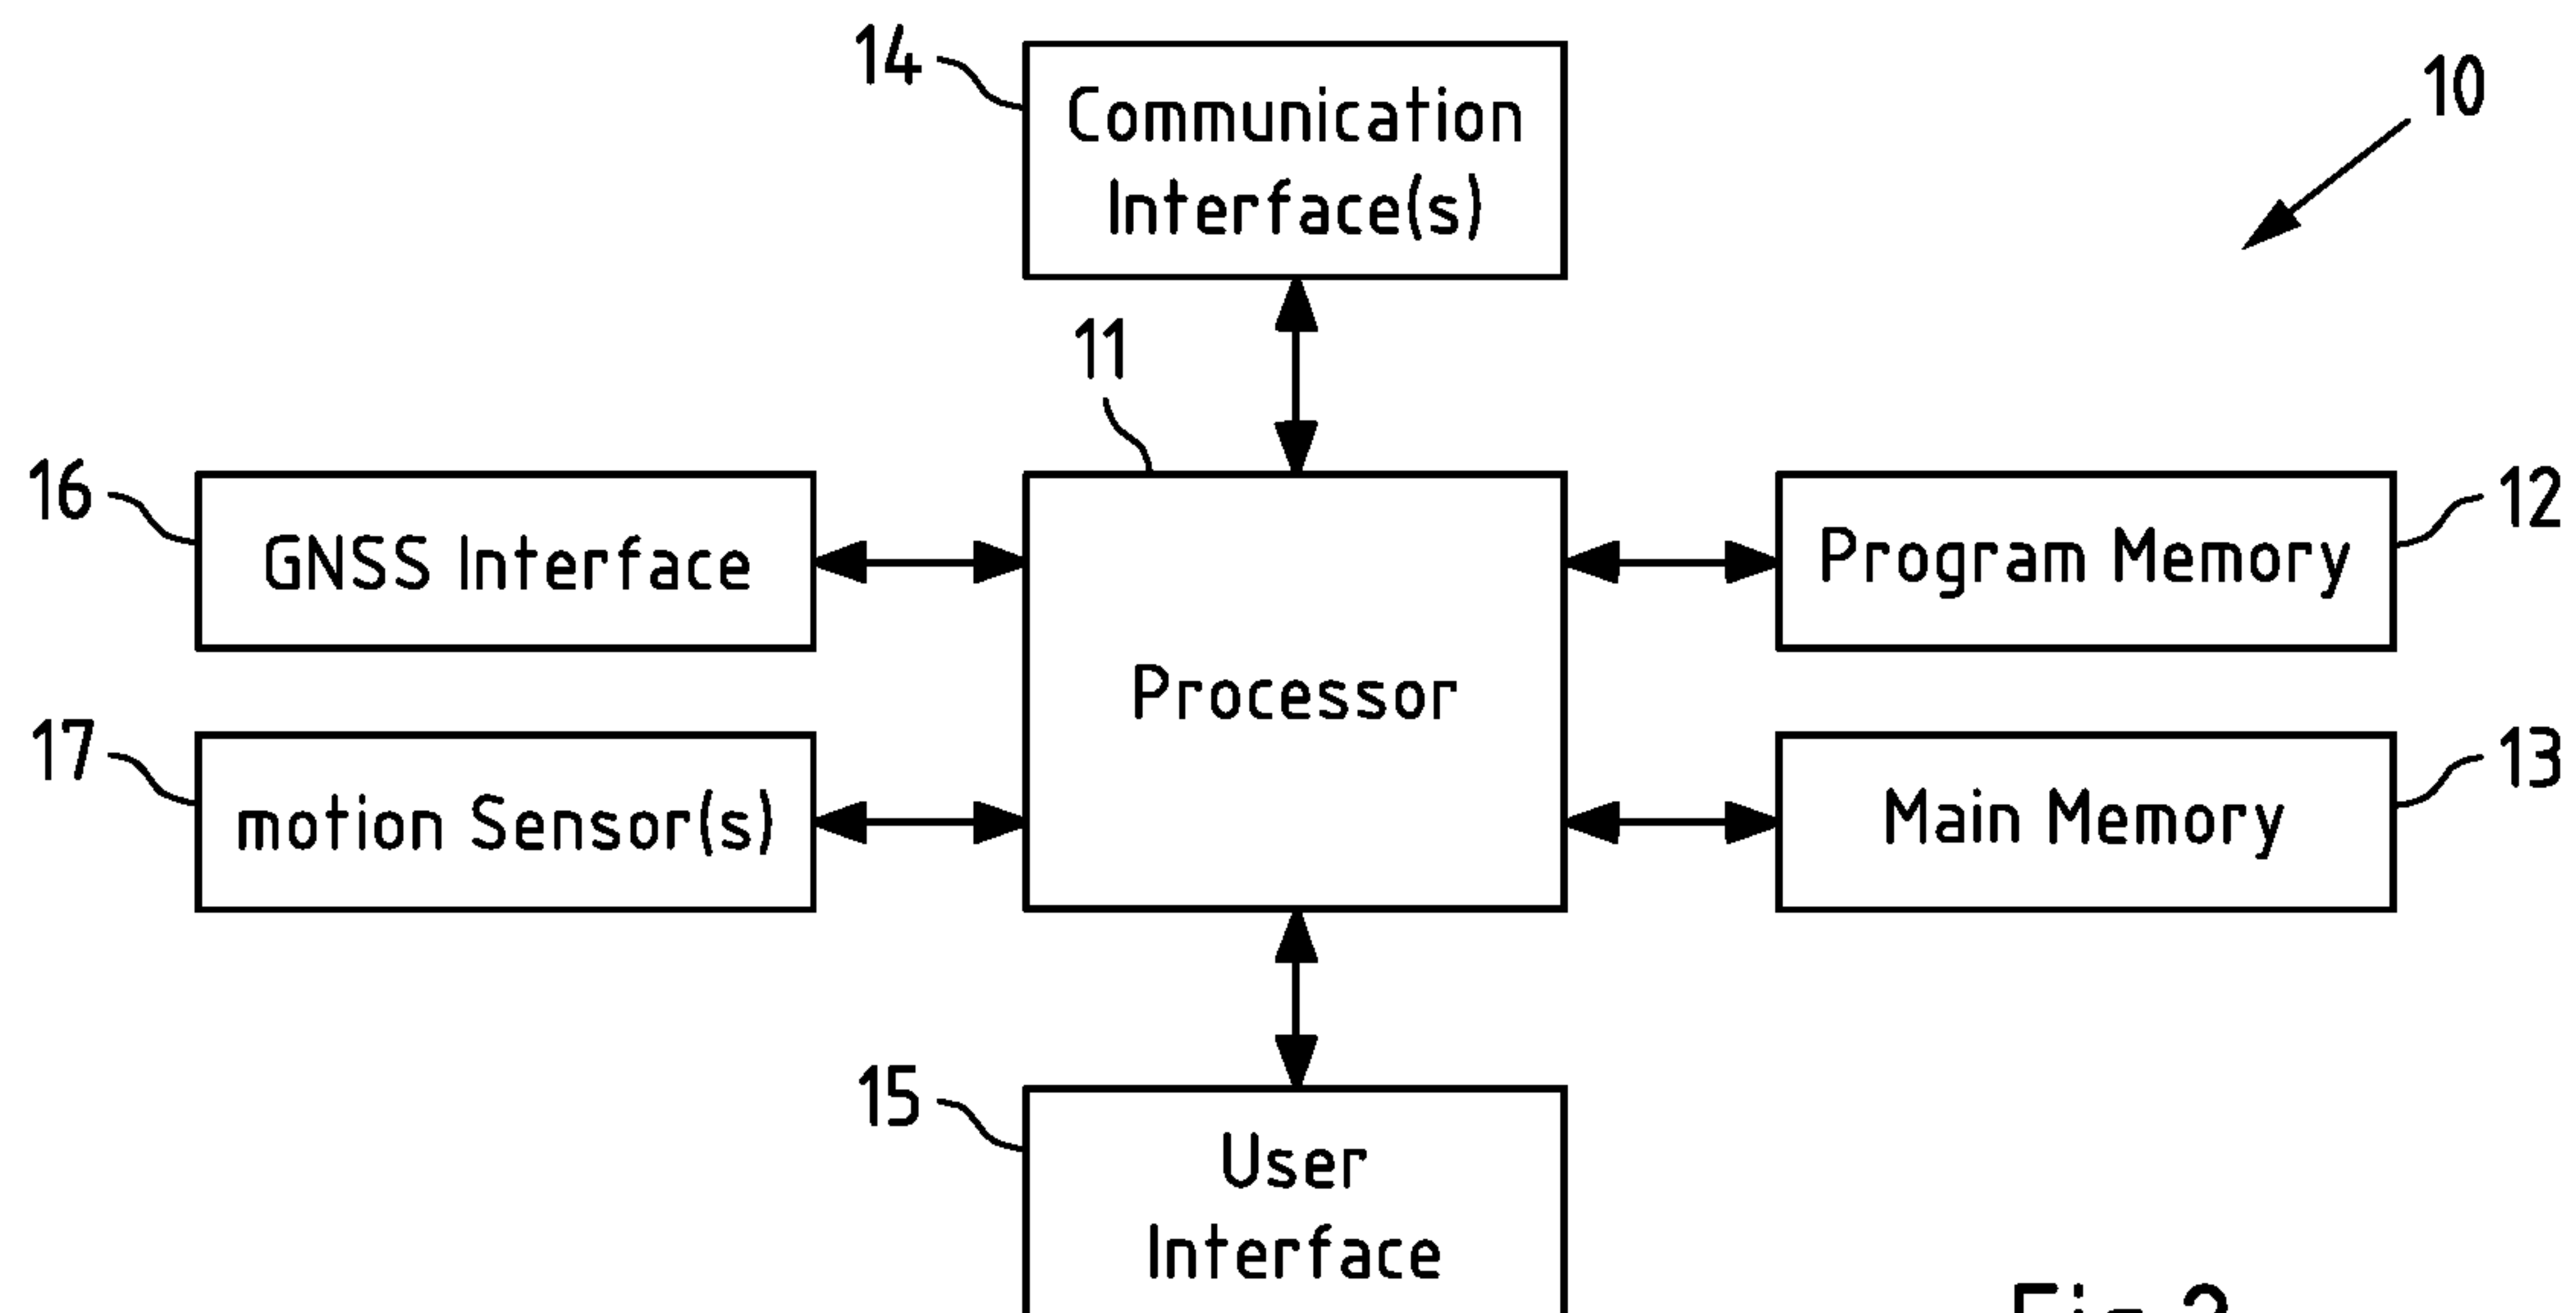 14
Communication
Interface(s)
10
11
16
GNSS Interface
Processor
Program Memory
12
17
motion Sensor(s)
Main Memory
13
15
User
Interface